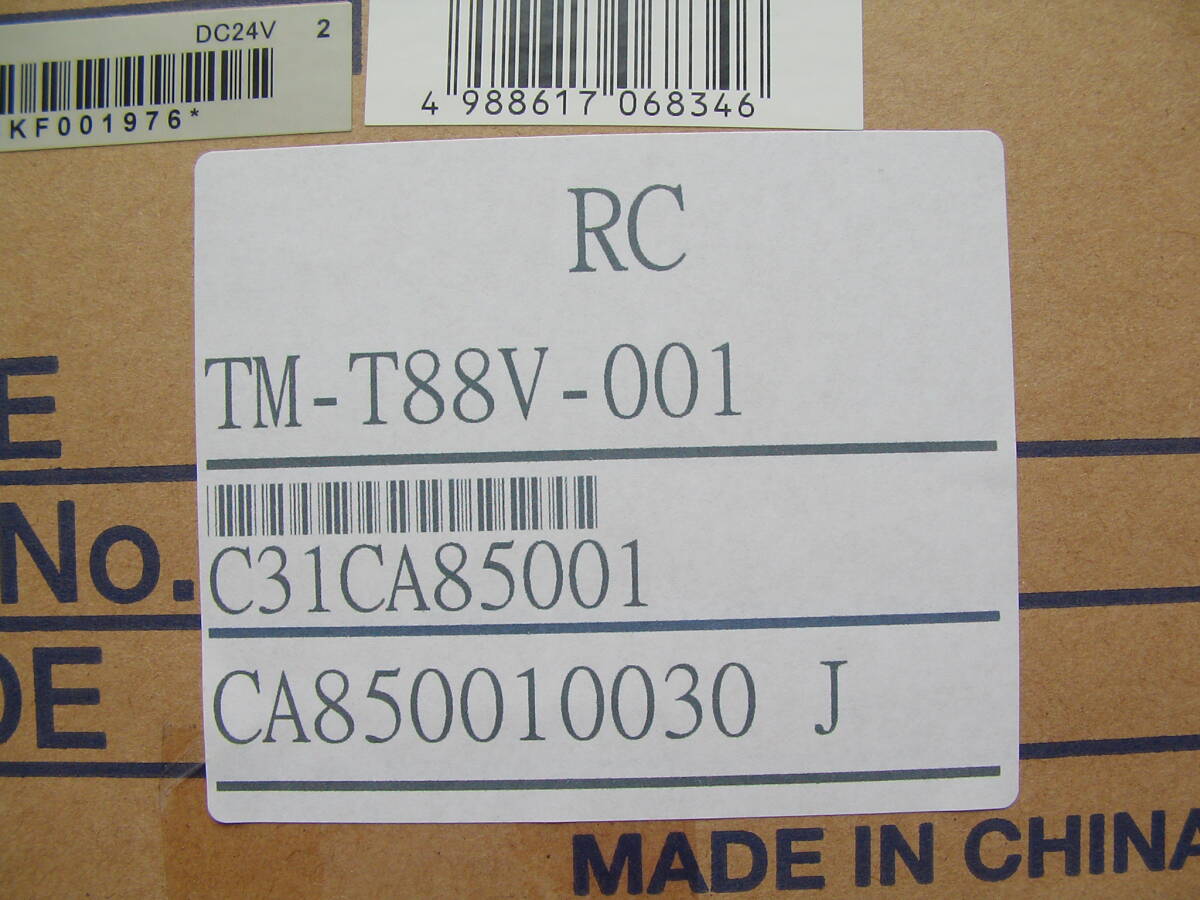 DC24V 2
KF001976*
4 988617 068346
RC
TM-T88V-001
E
No.
C31CA85001
DE
CA850010030 J
MADE IN CHINA